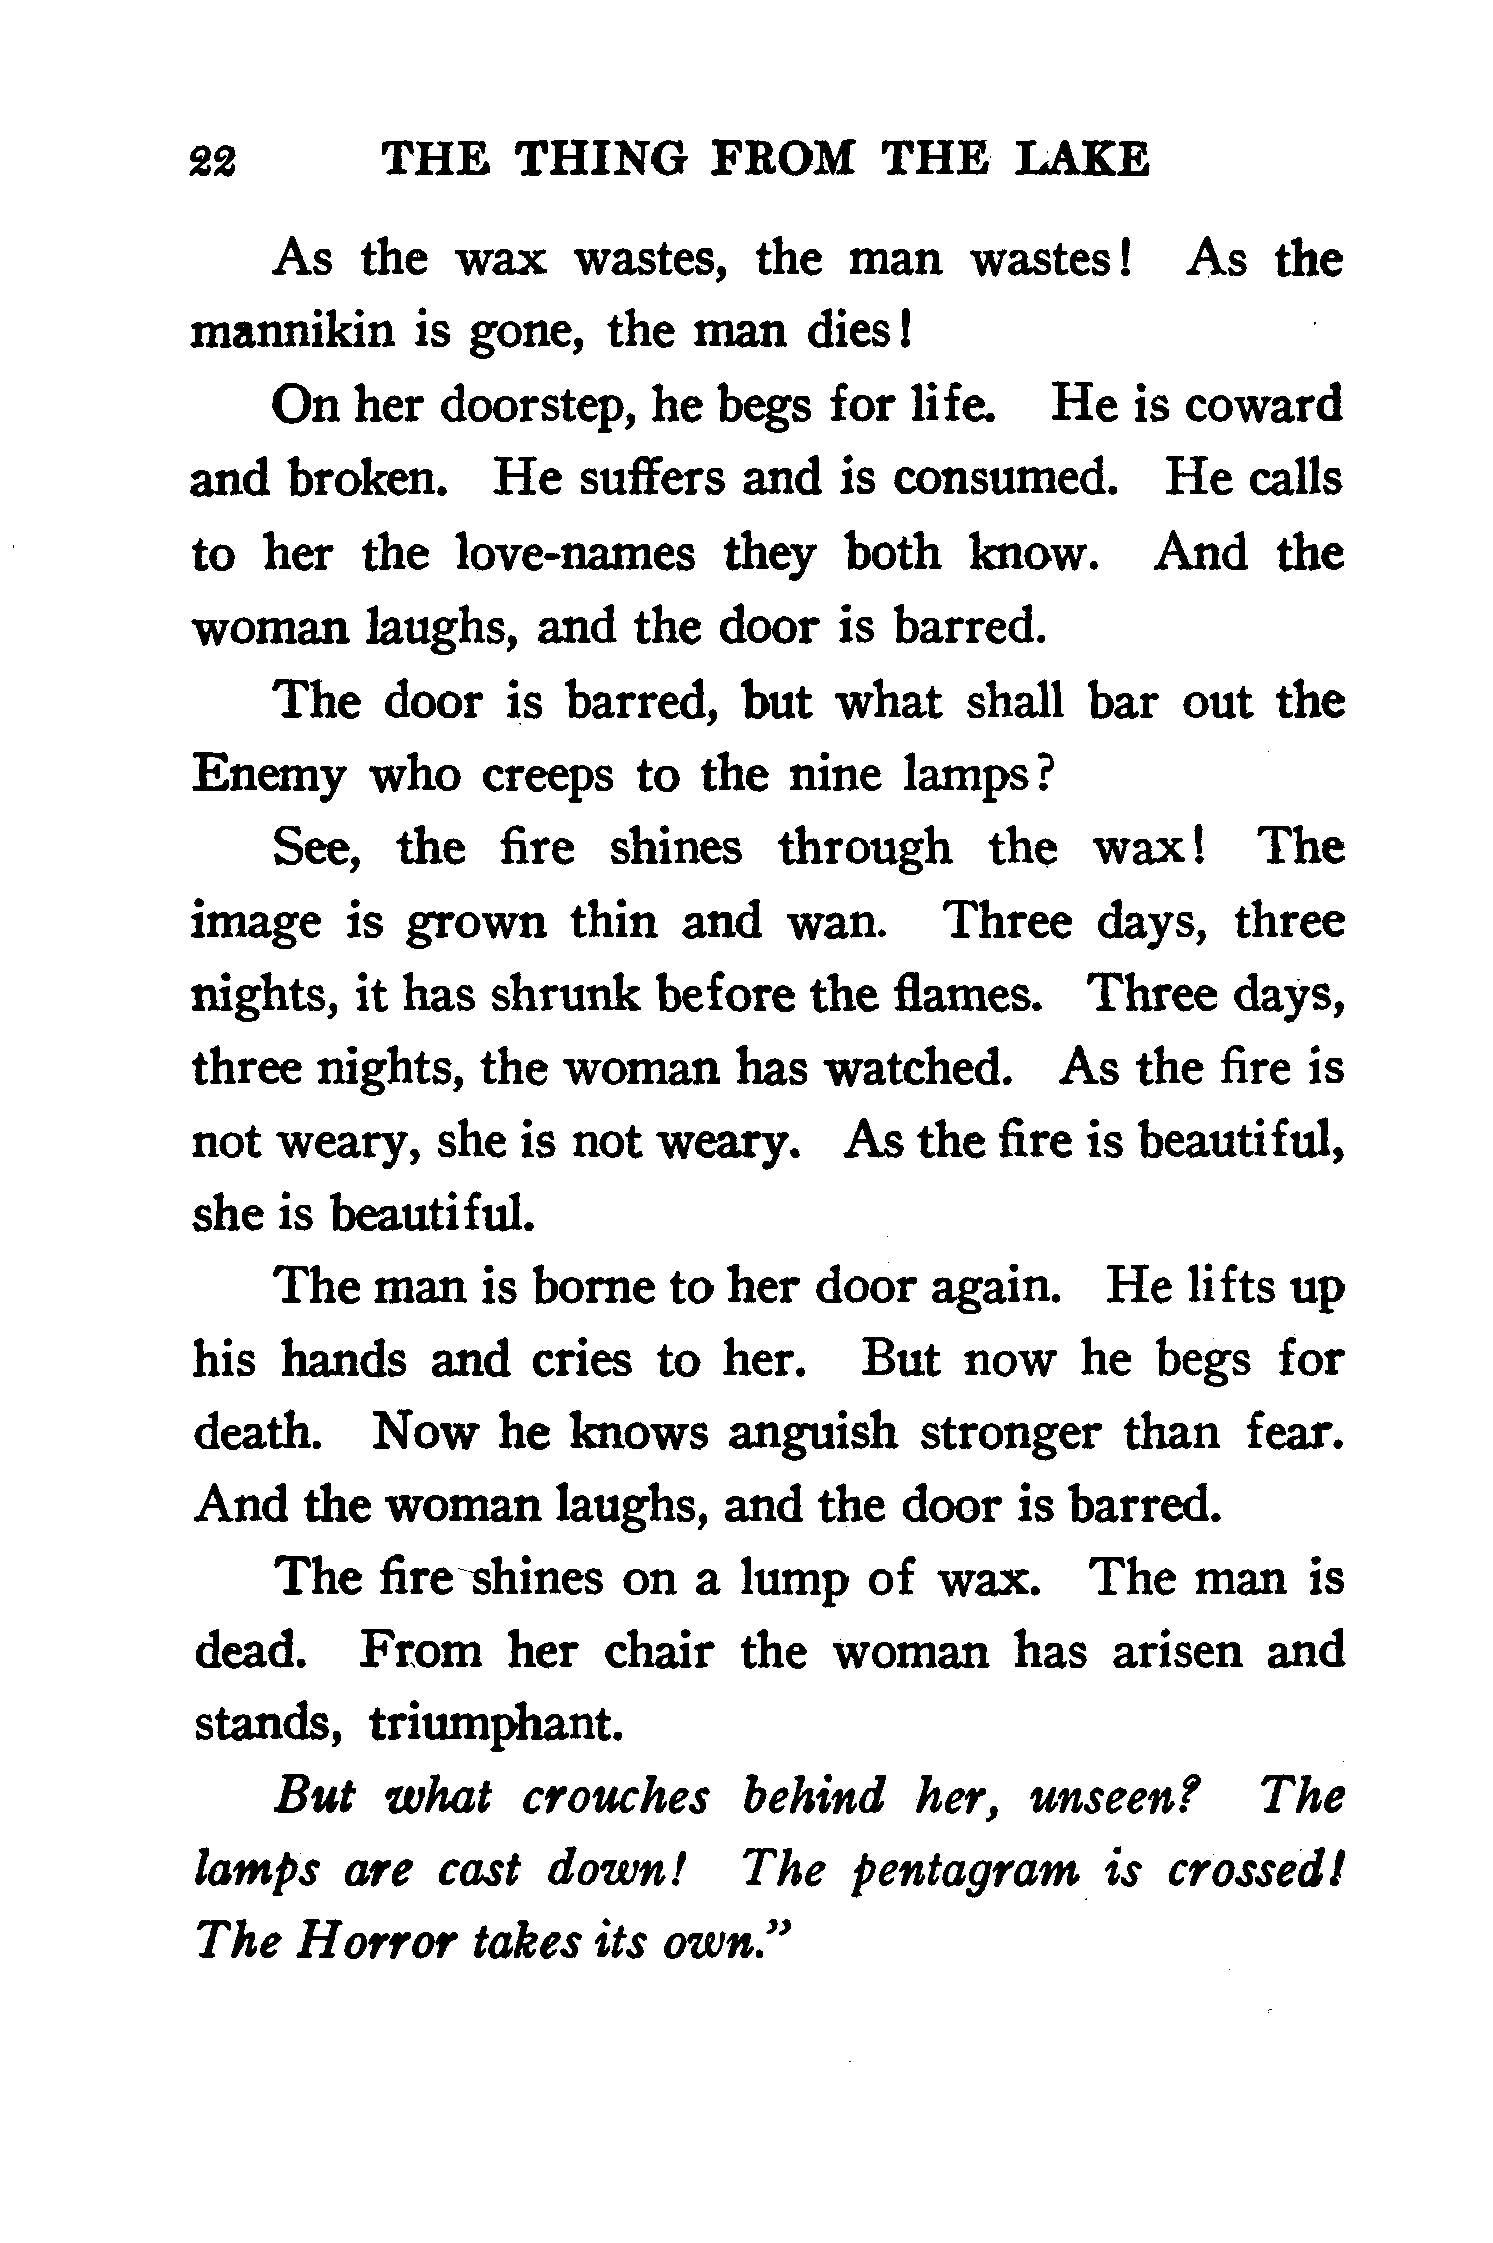 22 THE THING FROM THE LAKE
As the wax wastes, the man wastes! As the
mannikin is gone, the man dies!
On her doorstep, he begs for life. He is coward
and broken. He suffers and is consumed. He calls
to her the love-names they both know. And the
woman laughs, and the door is barred.
The door is barred, but what shall bar out the
Enemy who creeps to the nine lamps?
See, the fire shines through the wax! The
image is grown thin and wan. Three days, three
nights, it has shrunk before the flames. Three days,
three nights, the woman has watched. As the fire is
not weary, she is not weary. As the fire is beautiful,
she is beautiful.
The man is borne to her door again. He lifts up
his hands and cries to her. But now he begs for
death. Now he knows anguish stronger than fear.
And the woman laughs, and the door is barred.
The fire shines on a lump of wax. The man is
dead. From her chair the woman has arisen and
stands, triumphant.
But what crouches behind her, unseen? The
lamps are cast down! The pentagram is crossed!
The Horror takes its own."